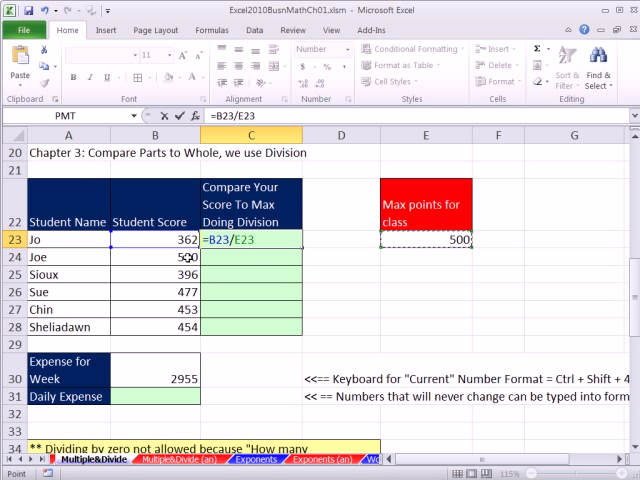 Excel2010BusnMathCh01.xlsm - Microsoft Excel
File Home Insert Page Layout Formulas Data Review View Add-Ins
Paste
11
Number
Conditional Formatting
Format as Table
Cell Styles
Insert
Delete
Format
Sort & Filter
Find & Select
Clipboard Font Alignment Number Styles Cells Editing
PMT fx =B23/E23
A B C D E F G
20 Chapter 3: Compare Parts to Whole, we use Division
21
22 Student Name Student Score Compare Your Score To Max Doing Division Max points for class
23 Jo 362 =B23/E23 500
24 Joe
25 Sioux 396
26 Sue 477
27 Chin 453
28 Sheliadawn 454
29
30 Expense for Week 2955 <<== Keyboard for "Current" Number Format = Ctrl + Shift + 4
31 Daily Expense << == Numbers that will never change can be typed into form
32
33
34 ** Dividing by zero not allowed because "How many
Multiple&Divide Multiple&Divide (an) Exponents Exponents (an)
Point 115%